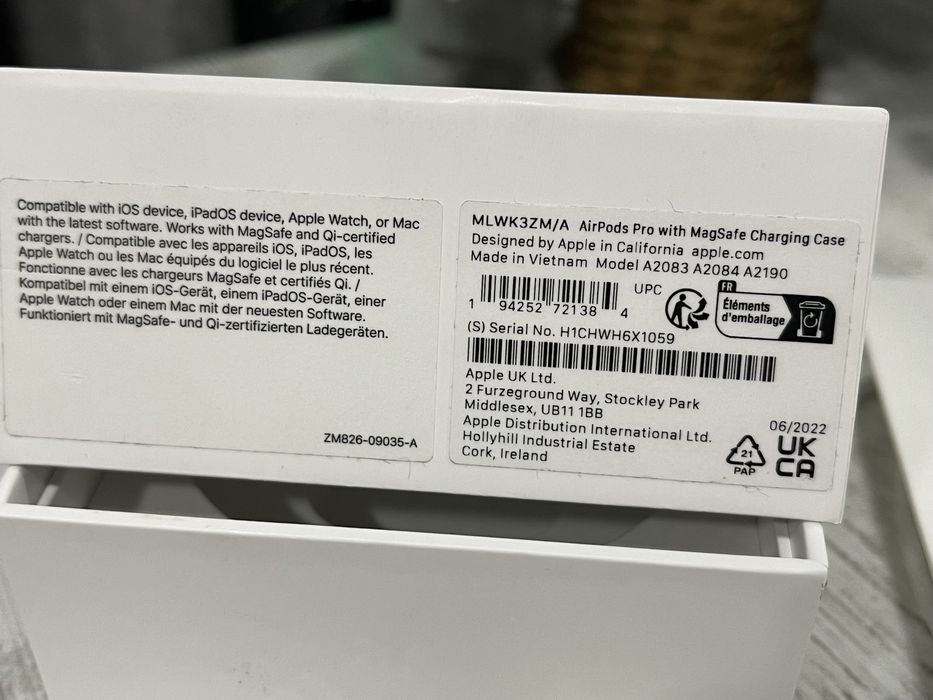 Compatible with iOS device, iPadOS device, Apple Watch, or Mac
with the latest software. Works with MagSafe and Qi-certified
chargers. / Compatible avec les appareils iOS, iPadOS, les
Apple Watch ou les Mac équipés du logiciel le plus récent.
Fonctionne avec les chargeurs MagSafe et certifiés Qi. /
Kompatibel mit einem iOS-Gerät, einem iPadOS-Gerät, einer
Apple Watch oder einem Mac mit der neuesten Software.
Funktioniert mit MagSafe- und Qi-zertifizierten Ladegeräten.
ZM826-09035-A
MLWK3ZM/A AirPods Pro with MagSafe Charging Case
Designed by Apple in California apple.com
Made in Vietnam Model A2083 A2084 A2190
UPC
1 94252 72138 4
FR
Éléments
d'emballage
(S) Serial No. H1CHWH6X1059
Apple UK Ltd.
2 Furzeground Way, Stockley Park
Middlesex, UB11 1BB
Apple Distribution International Ltd.
Hollyhill Industrial Estate
Cork, Ireland
21
PAP
06/2022
UK
CA